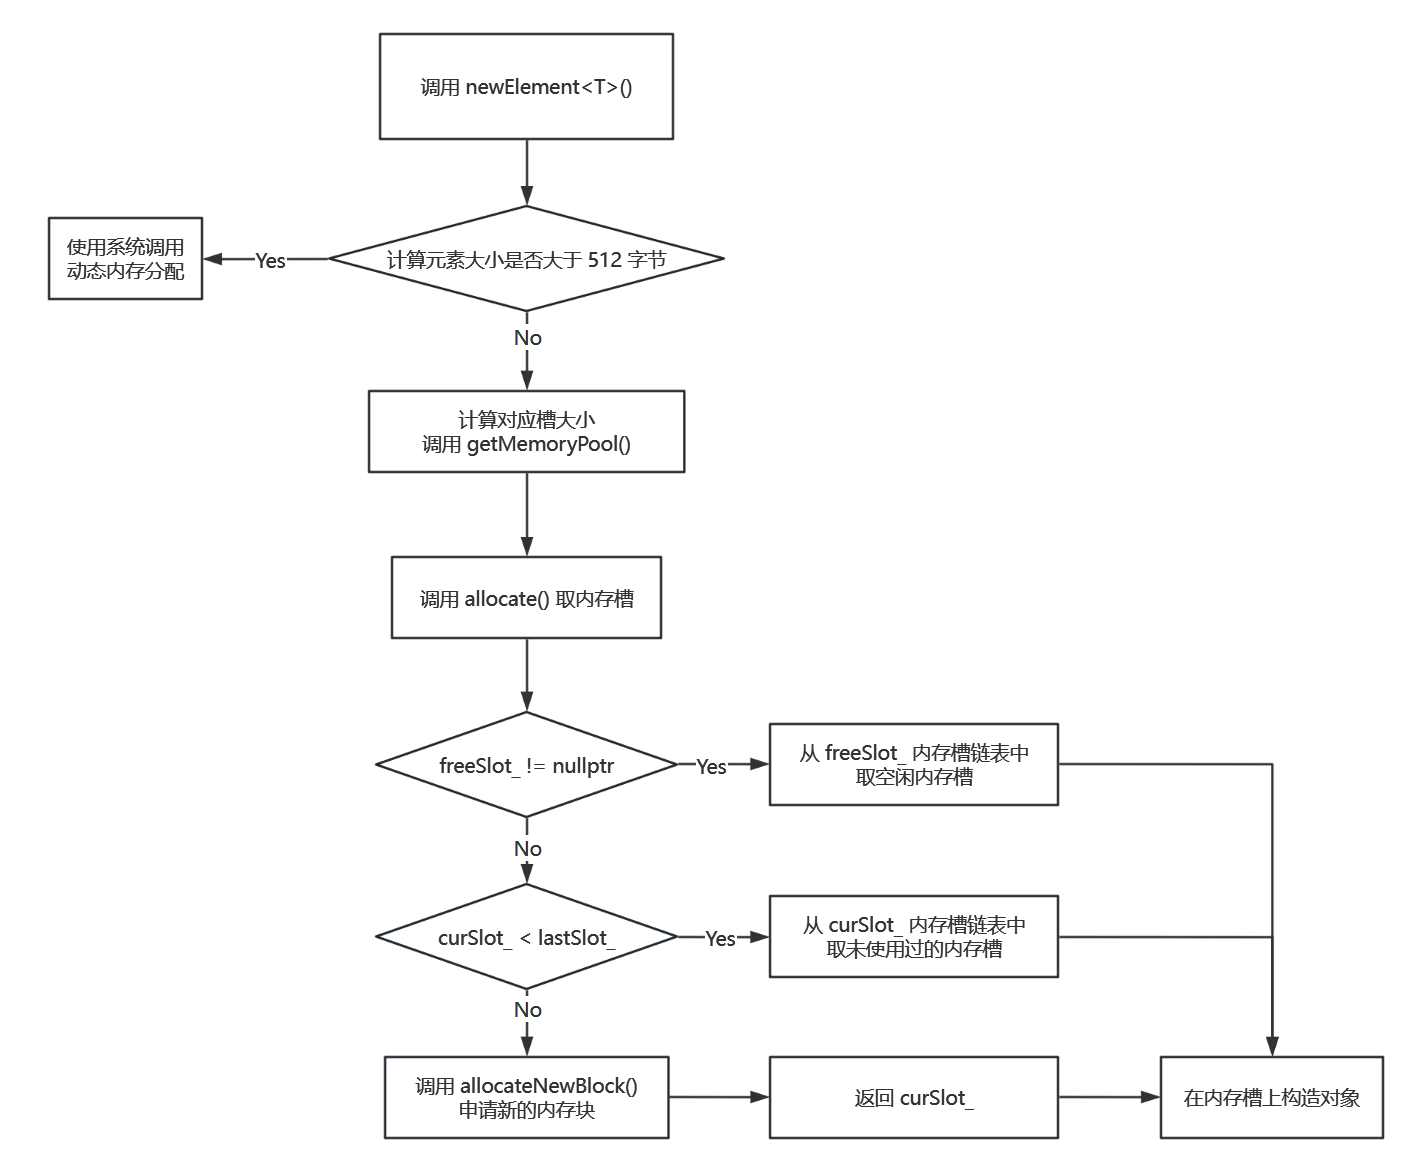 调用 newElement<T>()
计算元素大小是否大于 512 字节
Yes
使用系统调用
动态内存分配
No
计算对应槽大小
调用 getMemoryPool()
调用 allocate() 取内存槽
freeSlot_ != nullptr
Yes
从 freeSlot_ 内存槽链表中
取空闲内存槽
No
curSlot_ < lastSlot_
Yes
从 curSlot_ 内存槽链表中
取未使用过的内存槽
No
调用 allocateNewBlock()
申请新的内存块
返回 curSlot_
在内存槽上构造对象